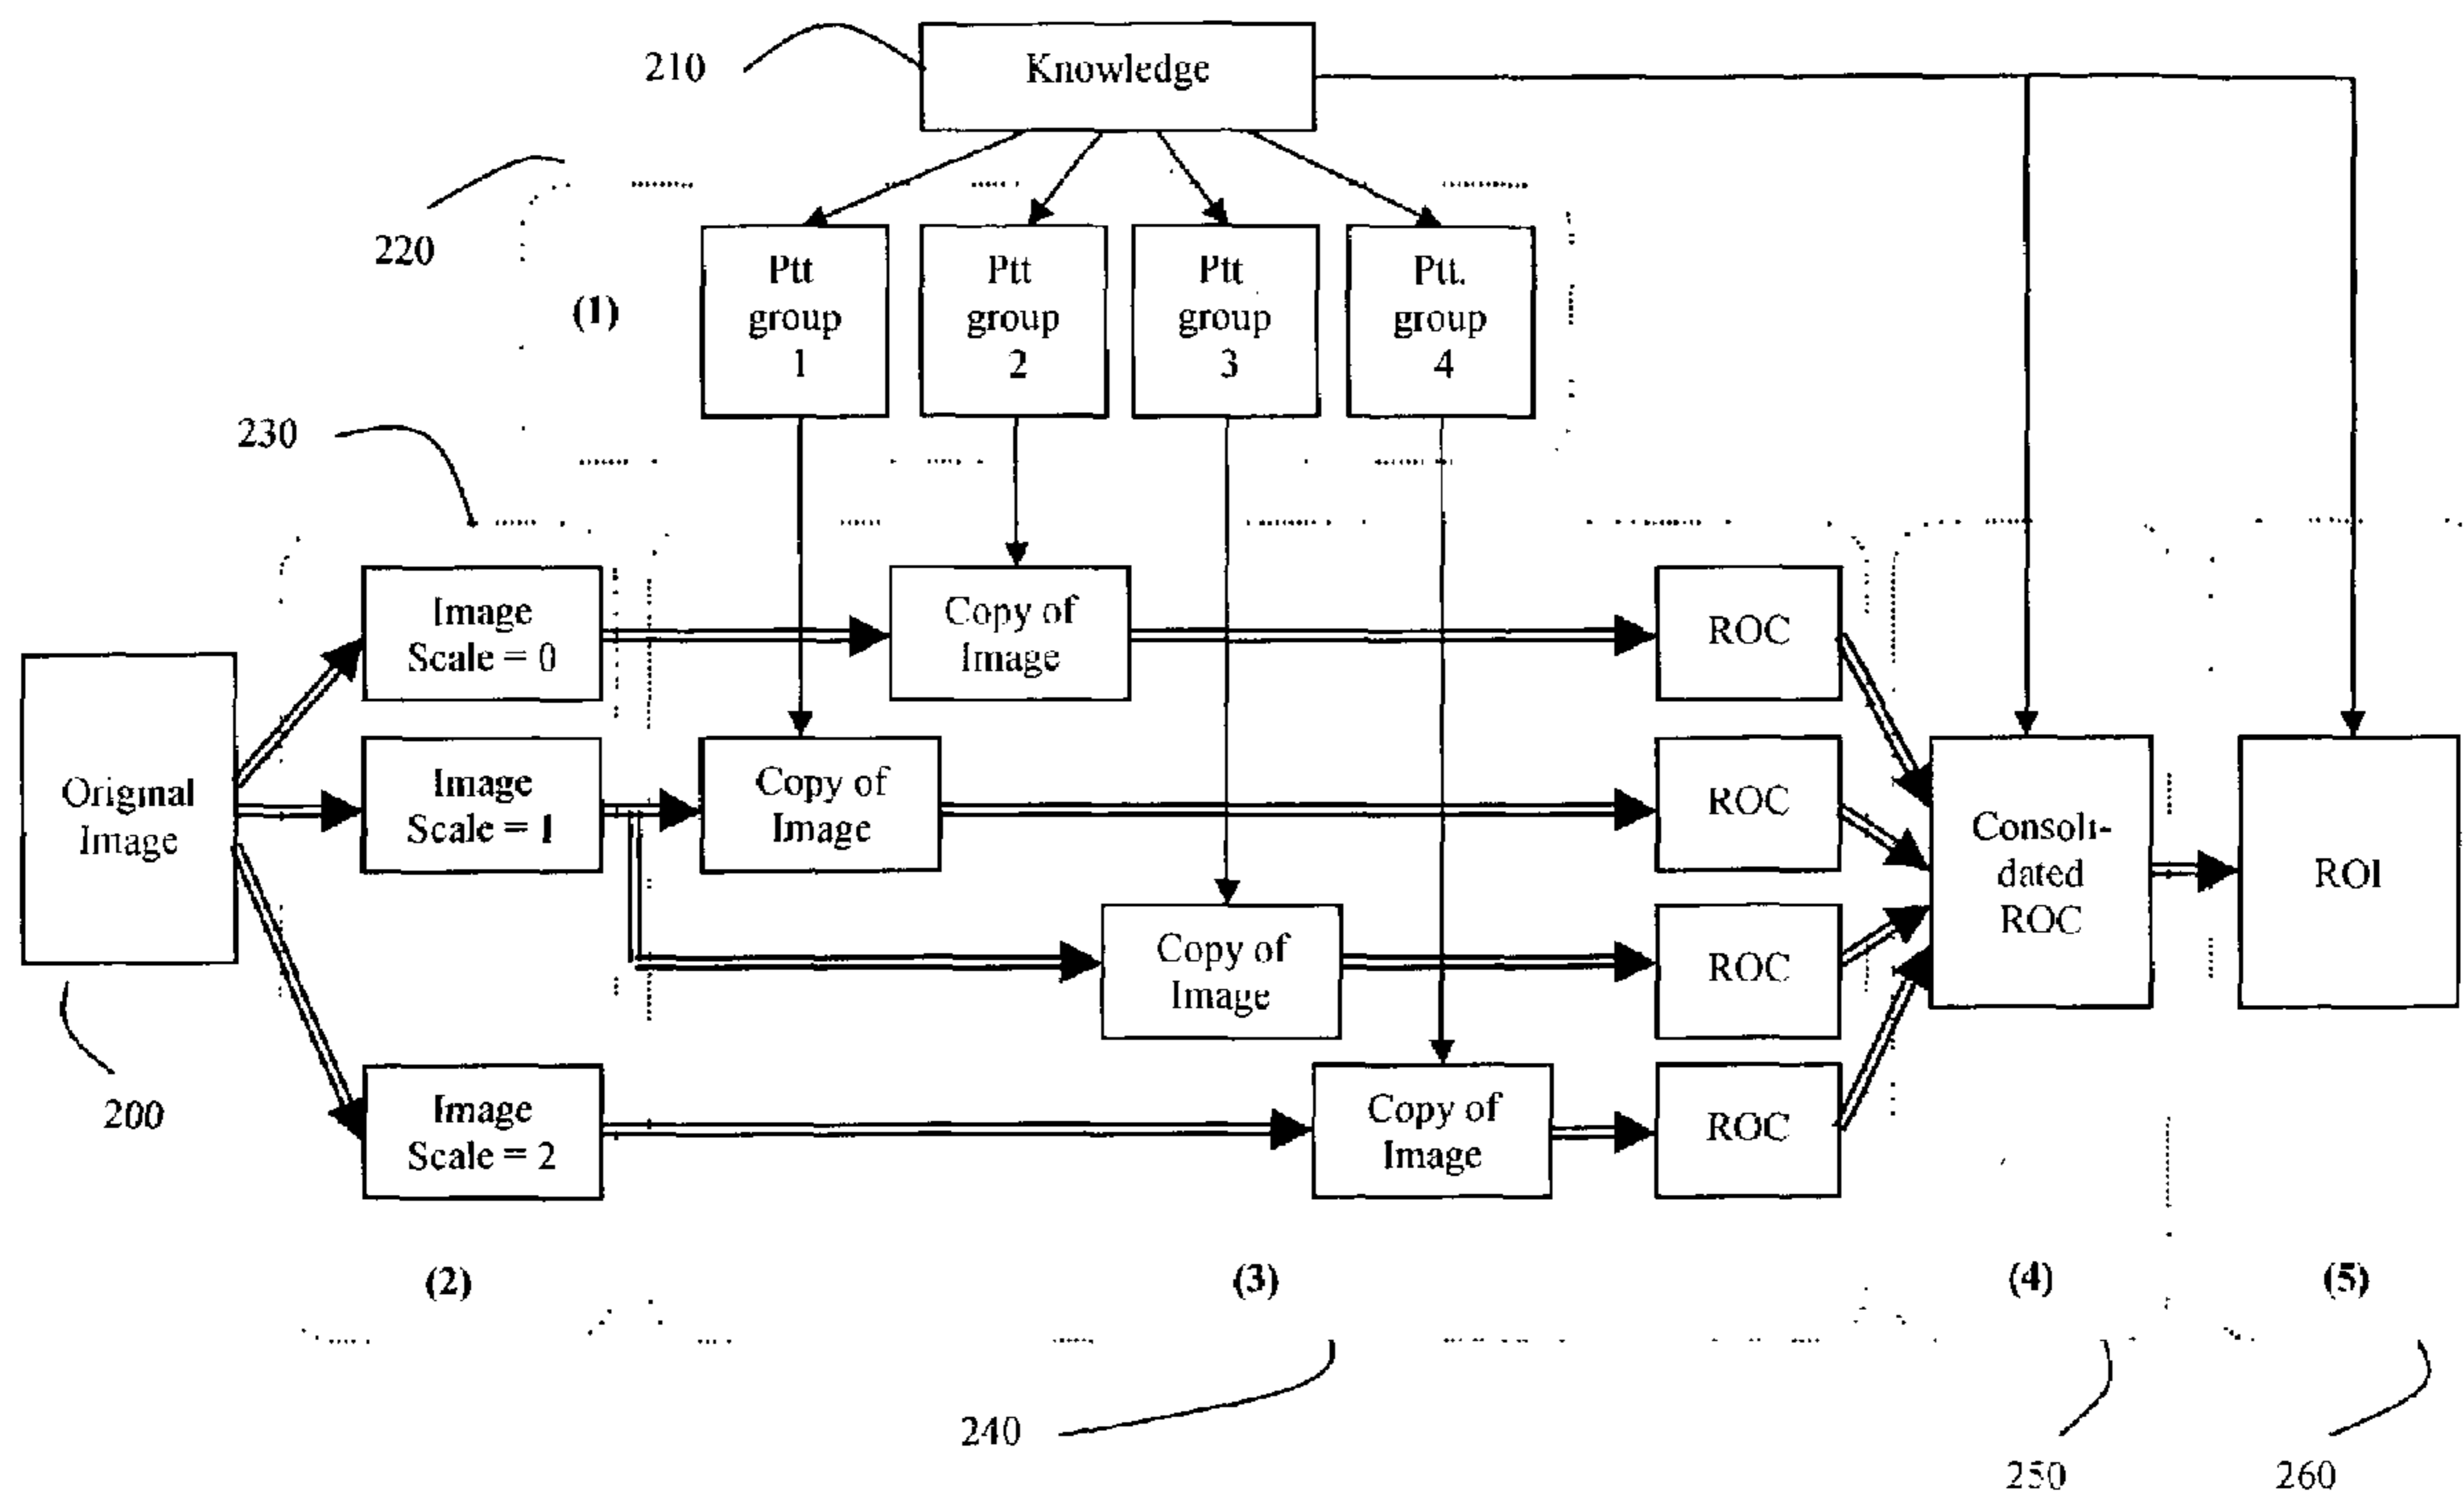 210
Knowledge
220
(1)
Ptt
group
1
Ptt
group
2
Ptt
group
3
Ptt.
group
4
230
Original
Image
200
Image
Scale = 0
Image
Scale = 1
Image
Scale = 2
Copy of
Image
Copy of
Image
Copy of
Image
Copy of
Image
ROC
ROC
ROC
ROC
Consoli-
dated
ROC
ROI
(2)
(3)
(4)
(5)
240
250
260